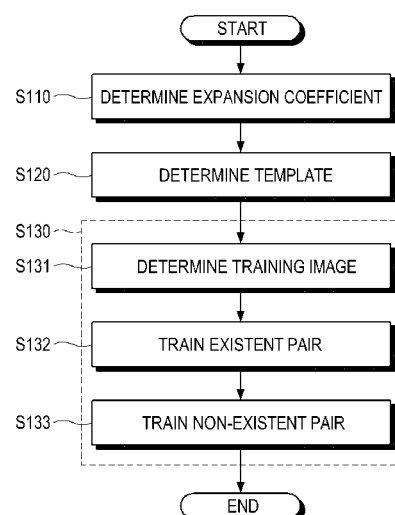 START
S110 DETERMINE EXPANSION COEFFICIENT
S120 DETERMINE TEMPLATE
S130
S131 DETERMINE TRAINING IMAGE
S132 TRAIN EXISTENT PAIR
S133 TRAIN NON-EXISTENT PAIR
END